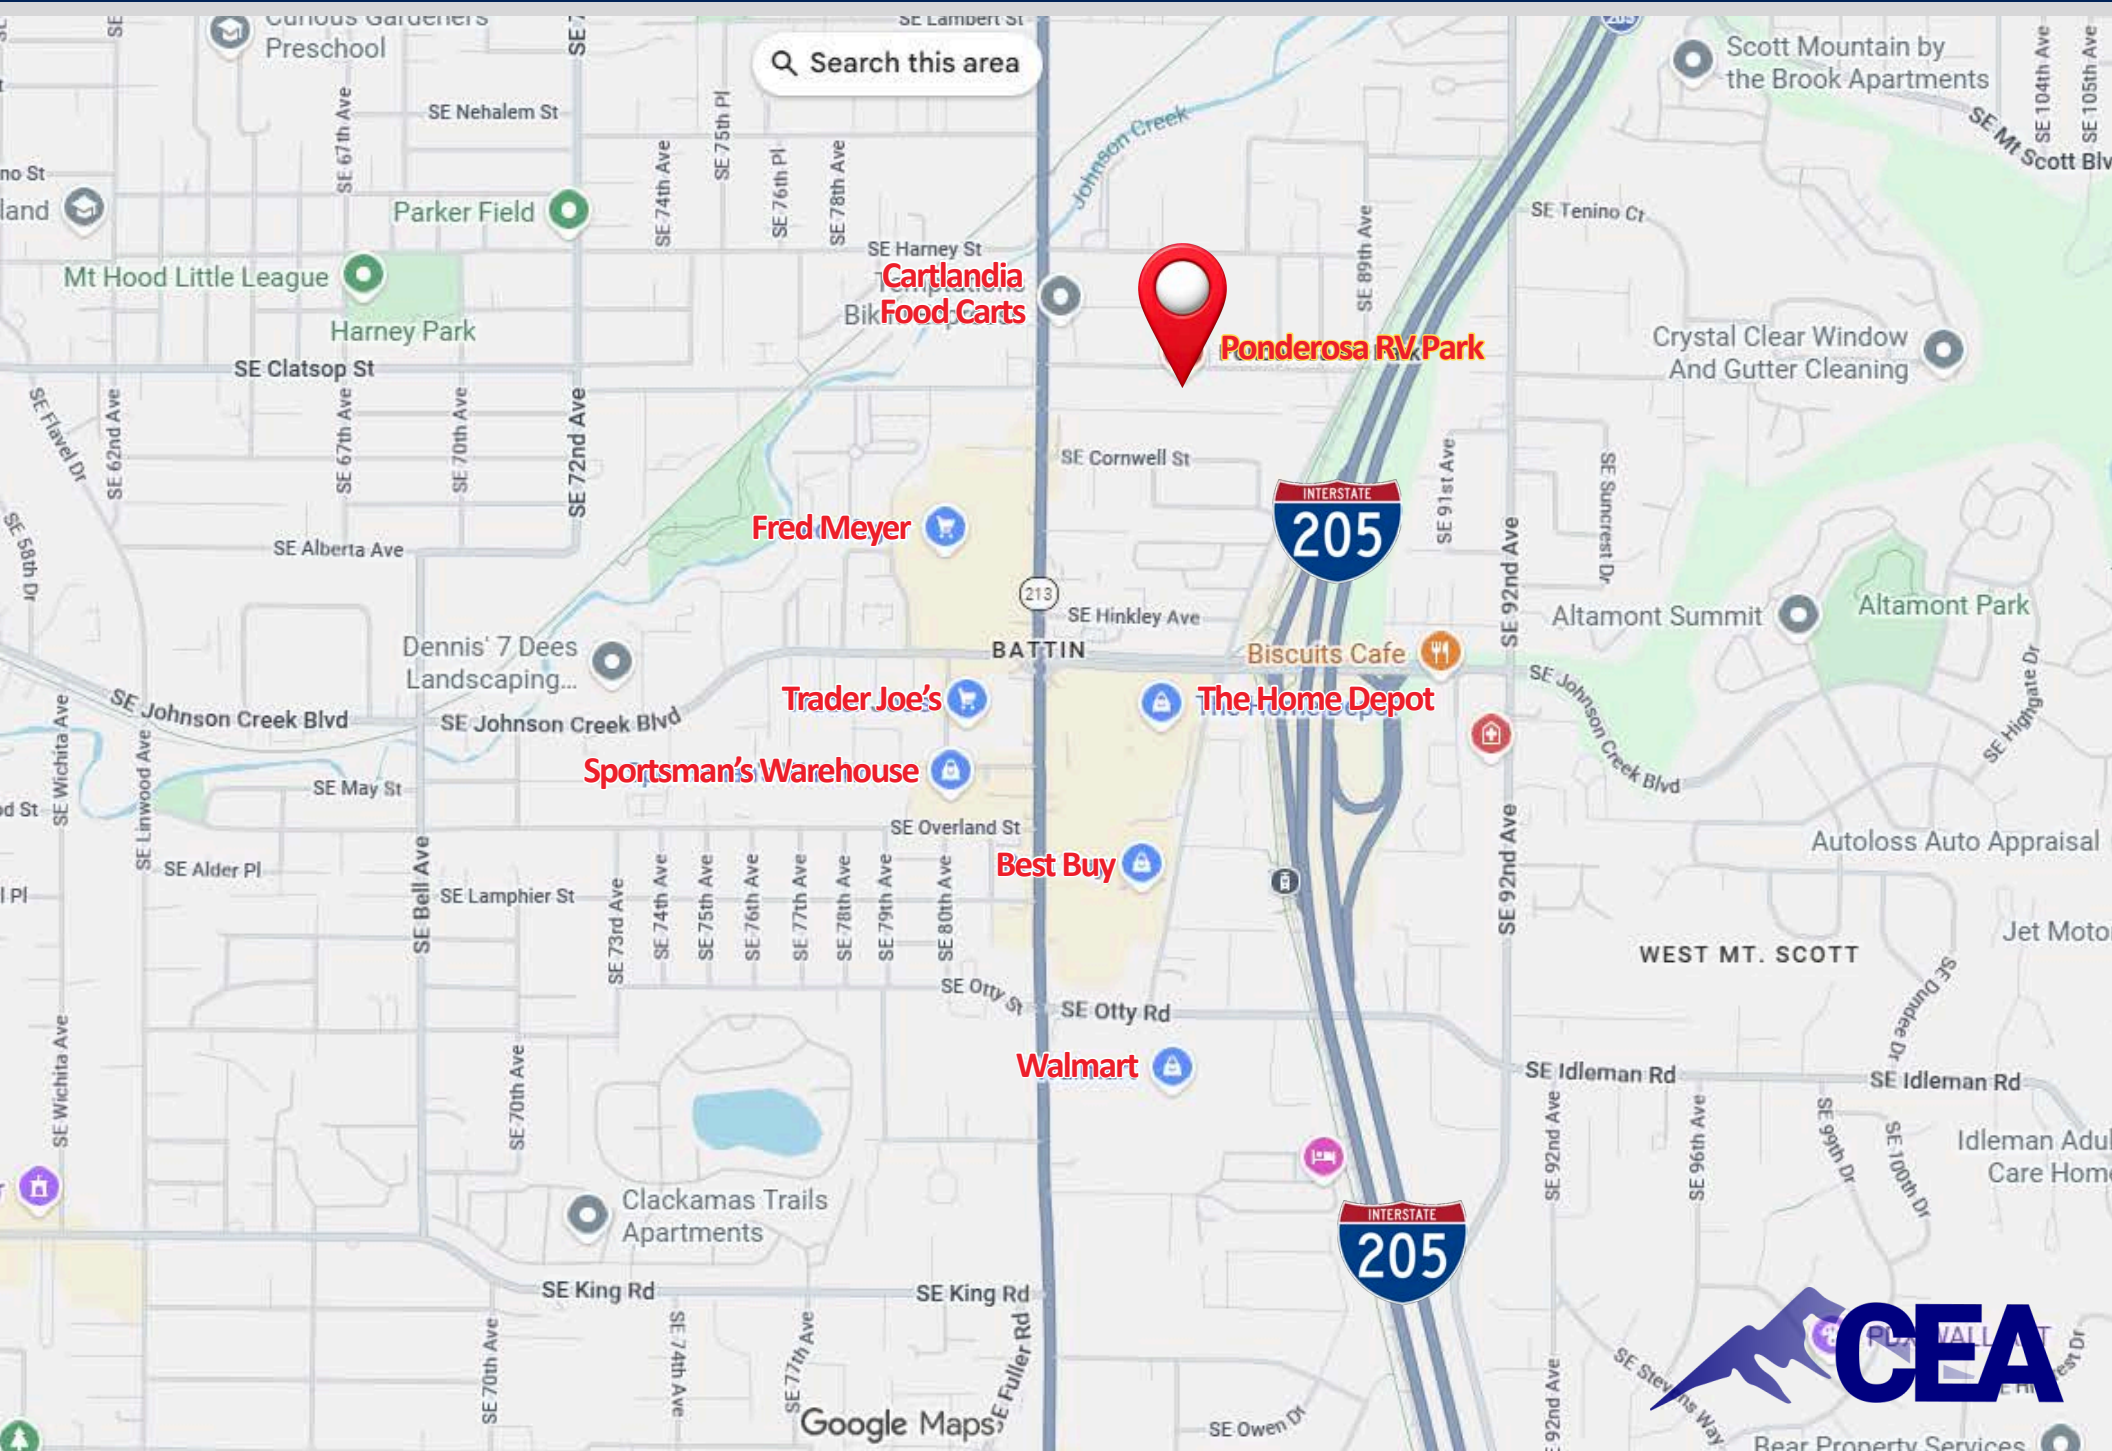 Curious Gardeners
Preschool
SE Lambert St
Search this area
205
Scott Mountain by
the Brook Apartments
SE 104th Ave
SE 105th Ave
SE Mt Scott Blv
SE Nehalem St
SE 67th Ave
SE 75th Pl
SE 74th Ave
SE 76th Pl
SE 78th Ave
Johnson Creek
no St
land
Parker Field
SE Tenino Ct
SE 89th Ave
SE Harney St
Mt Hood Little League
Harney Park
Cartlandia
Food Carts
Ponderosa RV Park
Crystal Clear Window
And Gutter Cleaning
SE Clatsop St
SE Flavel Dr
SE 62nd Ave
SE 67th Ave
SE 70th Ave
SE 72nd Ave
SE Cornwell St
SE 91st Ave
SE Suncrest Dr
INTERSTATE
205
Fred Meyer
SE 58th Dr
SE Alberta Ave
SE 92nd Ave
213
SE Hinkley Ave
Altamont Summit
Altamont Park
BATTIN
Dennis' 7 Dees
Landscaping...
Biscuits Cafe
SE Highgate Dr
Trader Joe's
The Home Depot
SE Johnson Creek Blvd
SE Johnson Creek Blvd
SE Johnson Creek Blvd
SE Wichita Ave
SE Linwood Ave
Sportsman's Warehouse
SE May St
od St
SE Overland St
Autoloss Auto Appraisal
SE Alder Pl
SE Bell Ave
Best Buy
SE 92nd Ave
l Pl
SE Lamphier St
SE 73rd Ave
SE 74th Ave
SE 75th Ave
SE 76th Ave
SE 77th Ave
SE 78th Ave
SE 79th Ave
SE 80th Ave
Jet Moto
WEST MT. SCOTT
SE Dundee Dr
SE Otty St
SE Otty Rd
Walmart
SE Wichita Ave
SE 70th Ave
SE Idleman Rd
SE Idleman Rd
SE 92nd Ave
SE 96th Ave
SE 99th Dr
SE 100th Dr
Idleman Adul
Care Home
Clackamas Trails
Apartments
INTERSTATE
205
SE King Rd
SE King Rd
SE 70th Ave
SE 74th Ave
SE 77th Ave
SE Fuller Rd
CEA
SE Stevens Way
SE 92nd Ave
Google Maps
SE Owen Dr
Bear Property Services